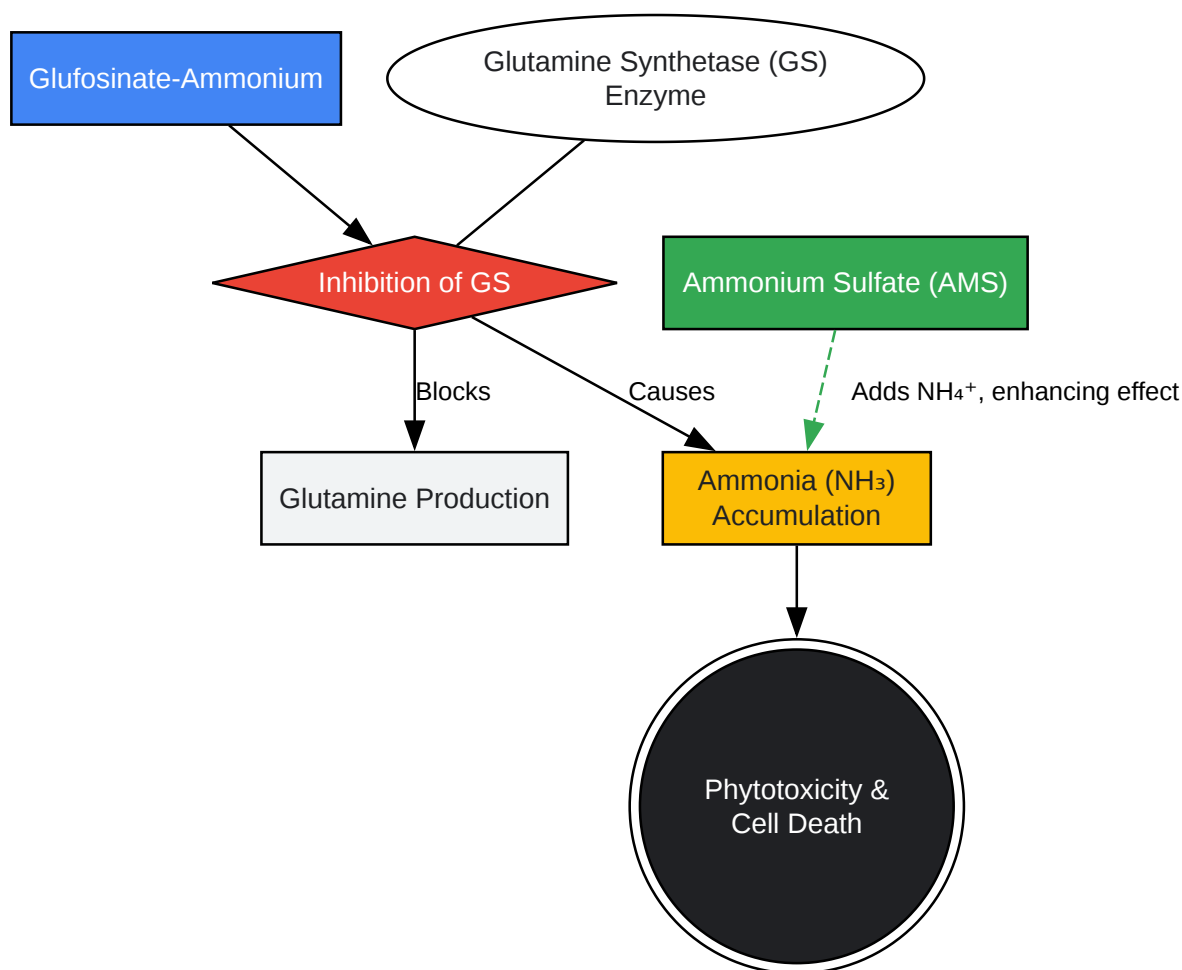 Glufosinate-Ammonium
Glutamine Synthetase (GS)
Enzyme
Inhibition of GS
Ammonium Sulfate (AMS)
Blocks
Causes
Adds NH₄⁺, enhancing effect
Glutamine Production
Ammonia (NH₃)
Accumulation
Phytotoxicity &
Cell Death